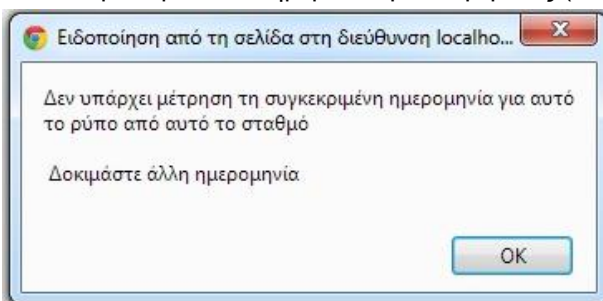 Ειδοποίηση από τη σελίδα στη διεύθυνση localho...
Δεν υπάρχει μέτρηση τη συγκεκριμένη ημερομηνία για αυτό
το ρύπο από αυτό το σταθμό
Δοκιμάστε άλλη ημερομηνία
OK